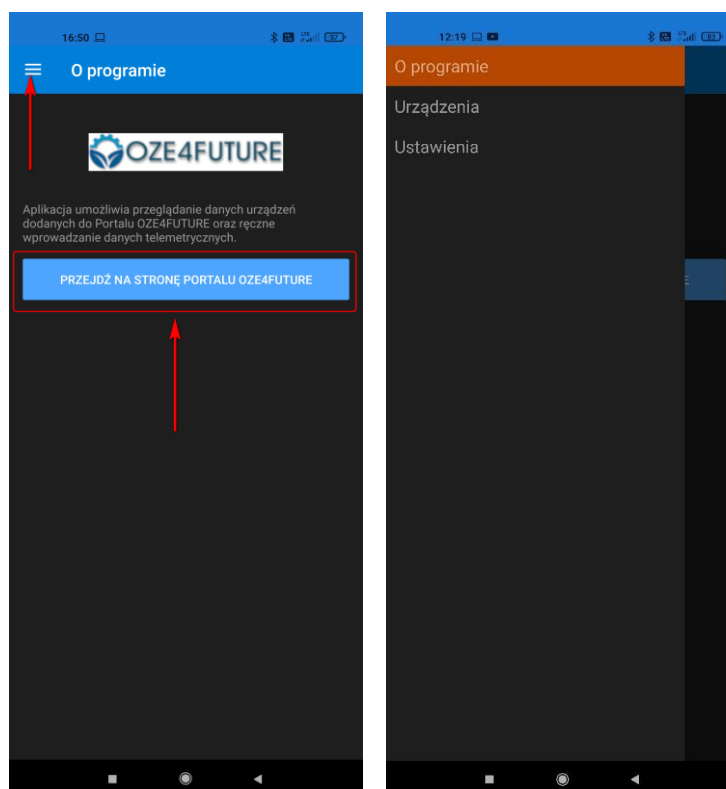 16:50
O programie
OZE4FUTURE
Aplikacja umożliwia przeglądanie danych urządzeń
dodanych do Portalu OZE4FUTURE oraz ręczne
wprowadzanie danych telemetrycznych.
PRZEJDŹ NA STRONĘ PORTALU OZE4FUTURE
12:19
O programie
Urządzenia
Ustawienia